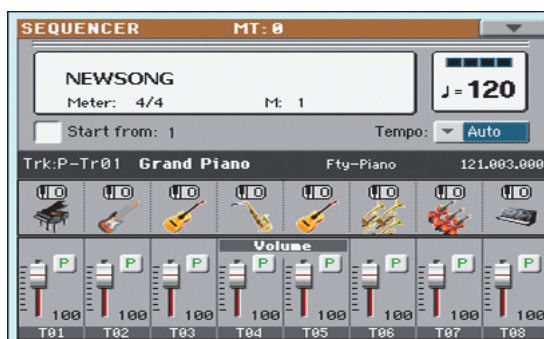 SEQUENCER MT:0
NEWSONG
Meter: 4/4 M: 1
♩=120
Start from: 1 Tempo: Auto
Trk:P-Tr01 Grand Piano Fty-Piano 121.003.000
Volume
P P P P P P P P
100 100 100 100 100 100 100 100
T01 T02 T03 T04 T05 T06 T07 T08